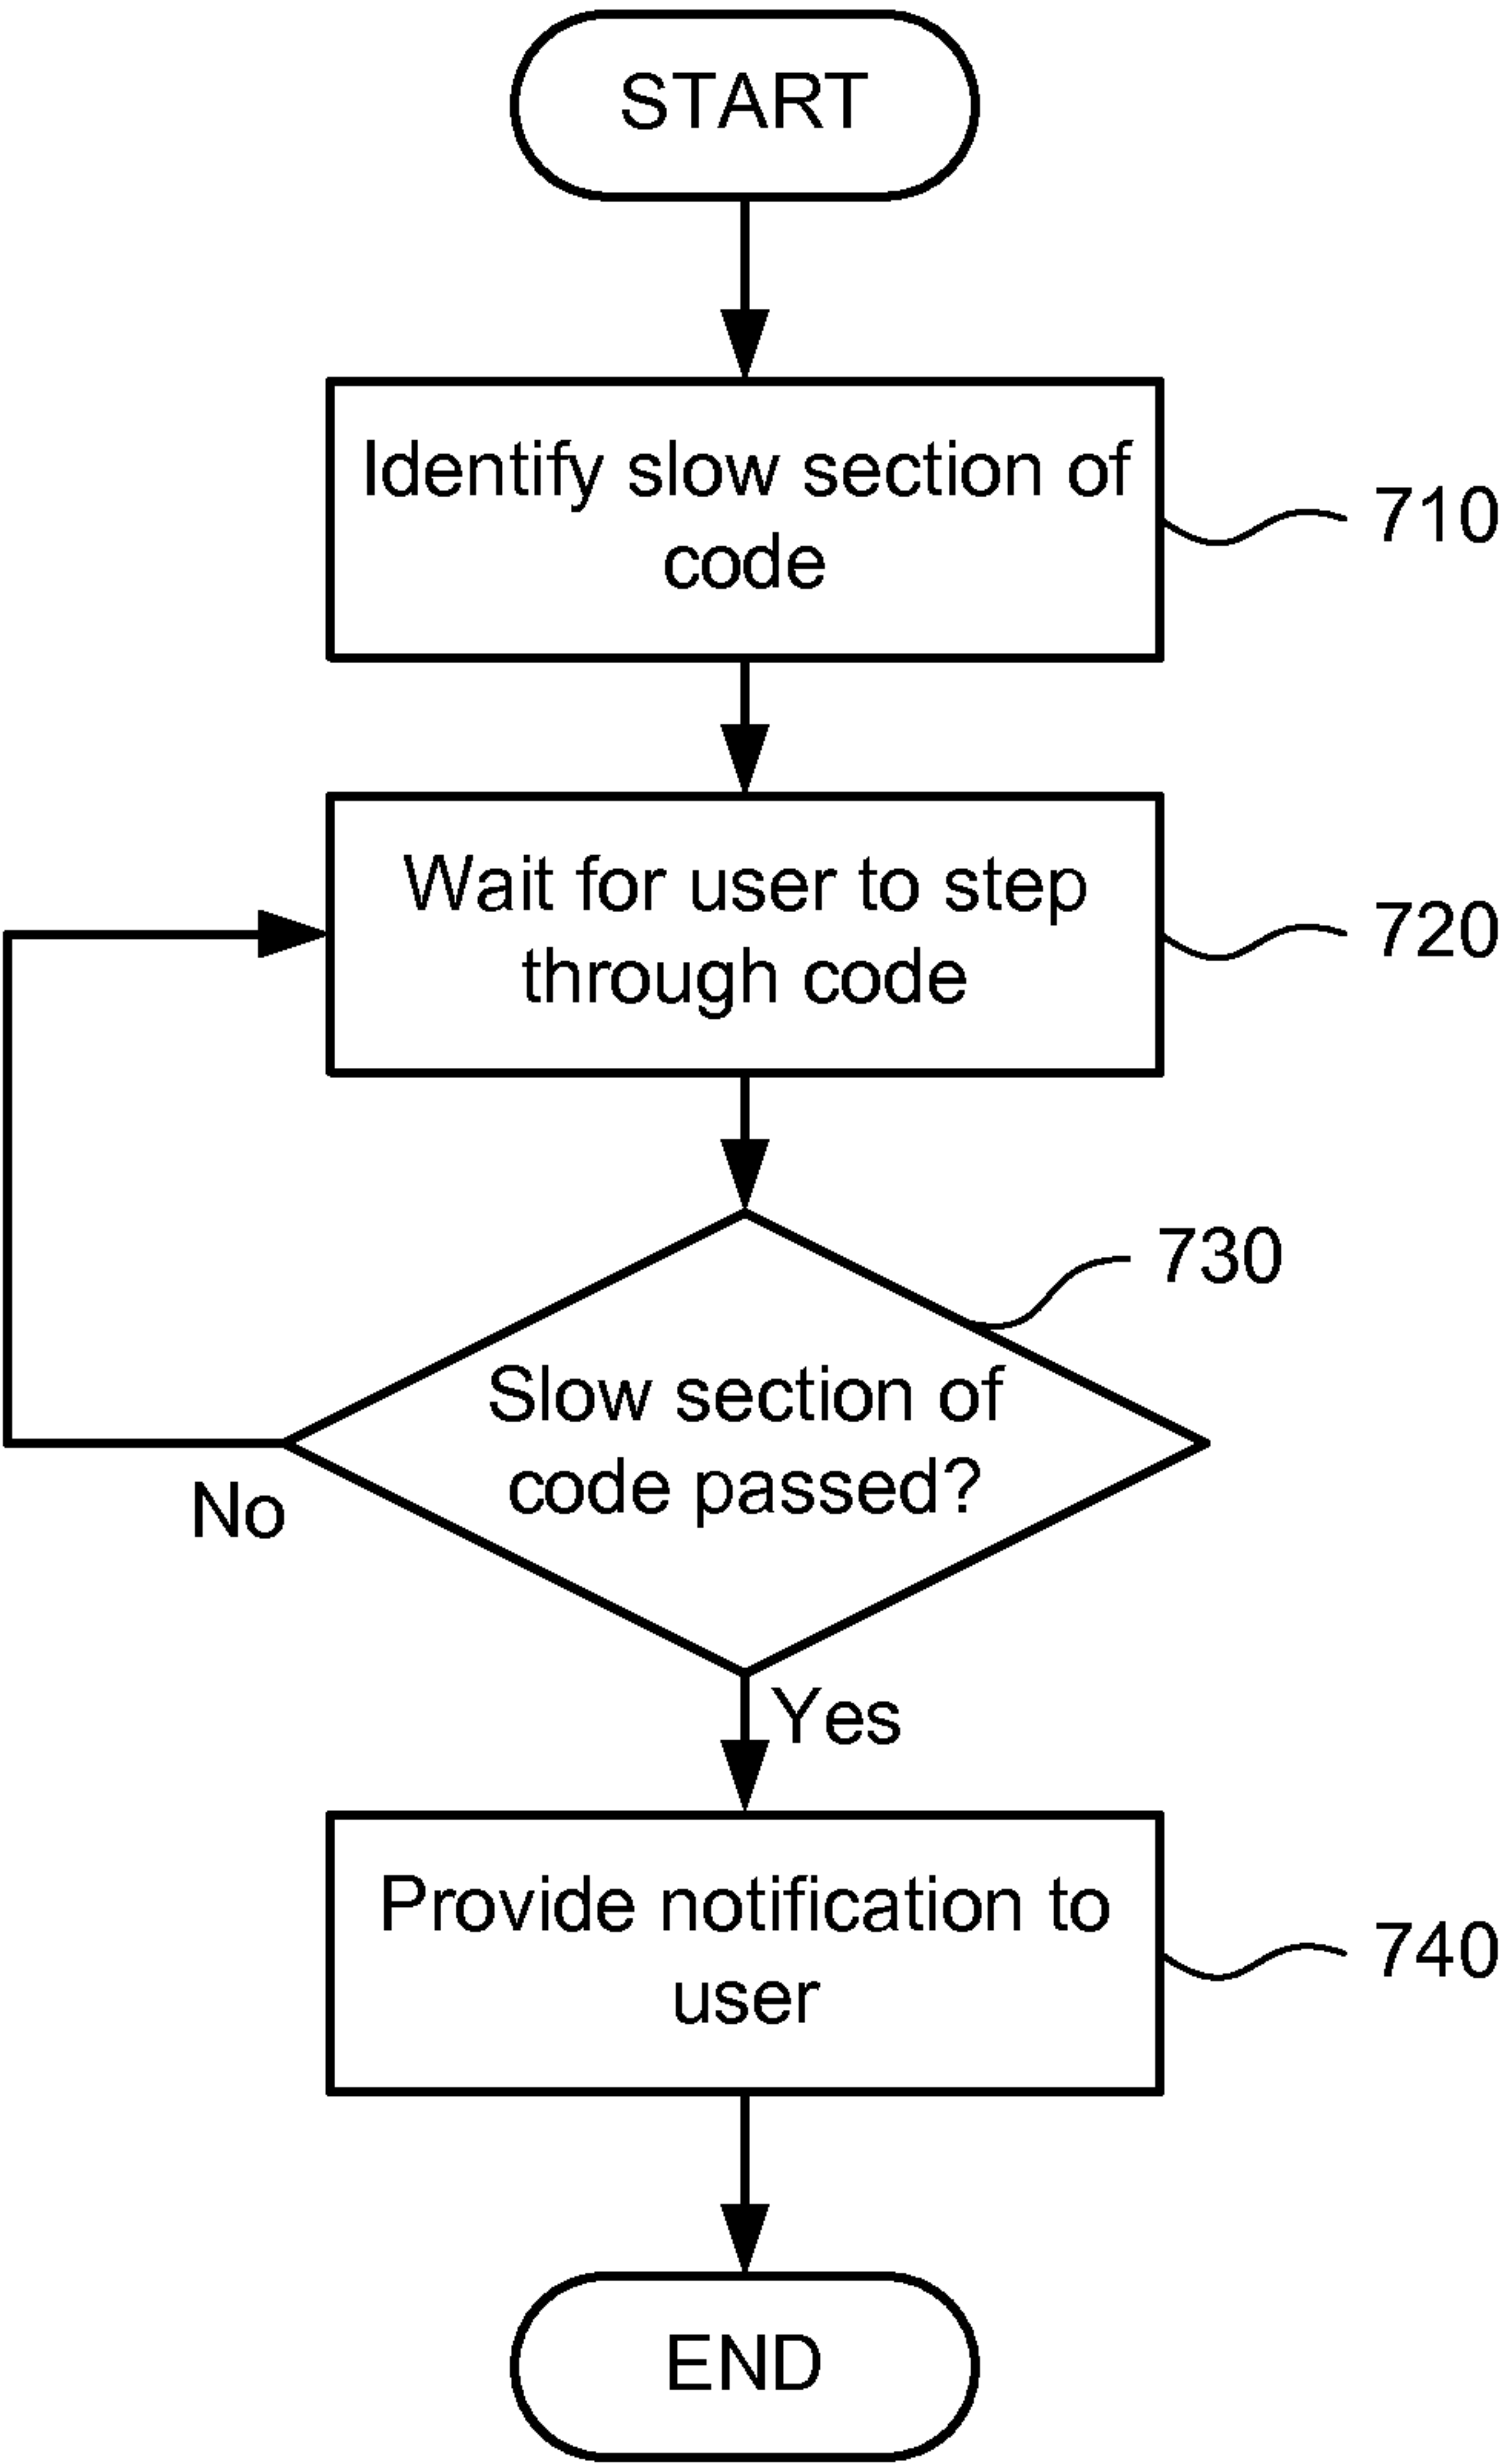 START
Identify slow section of
code
710
Wait for user to step
through code
720
730
Slow section of
code passed?
No
Yes
Provide notification to
user
740
END